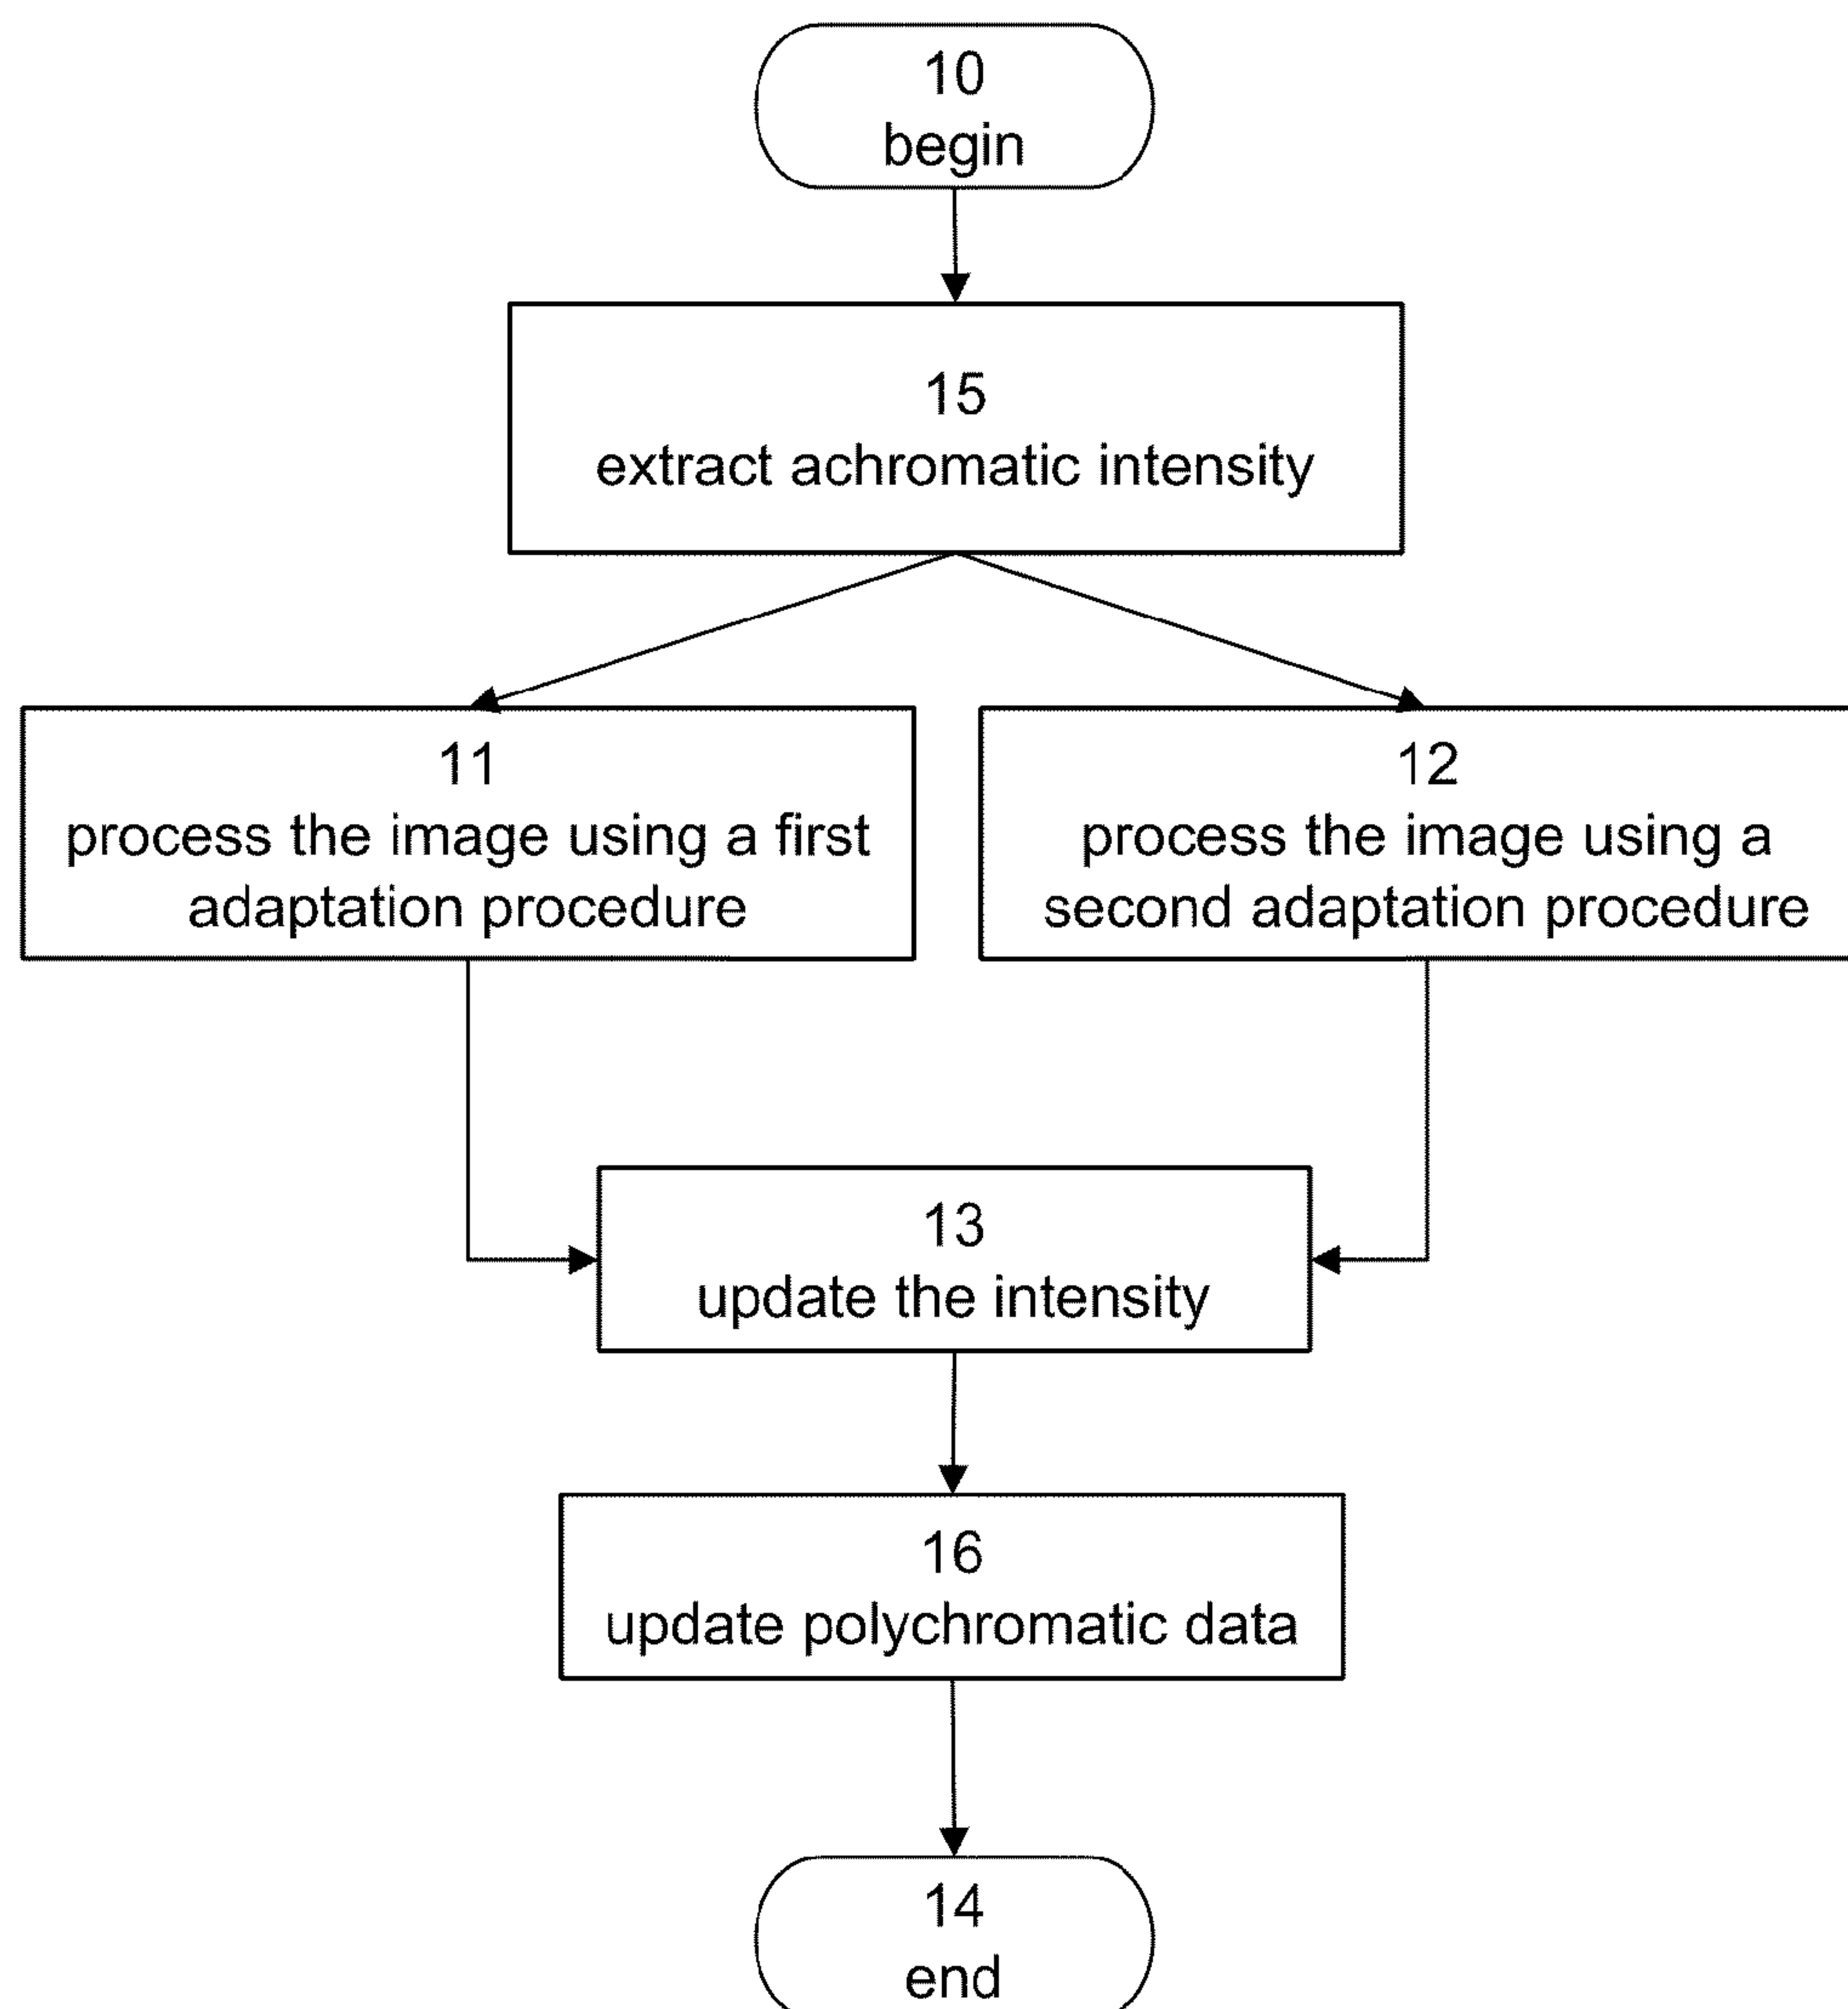 10
begin
15
extract achromatic intensity
11
process the image using a first
adaptation procedure
12
process the image using a
second adaptation procedure
13
update the intensity
16
update polychromatic data
14
end